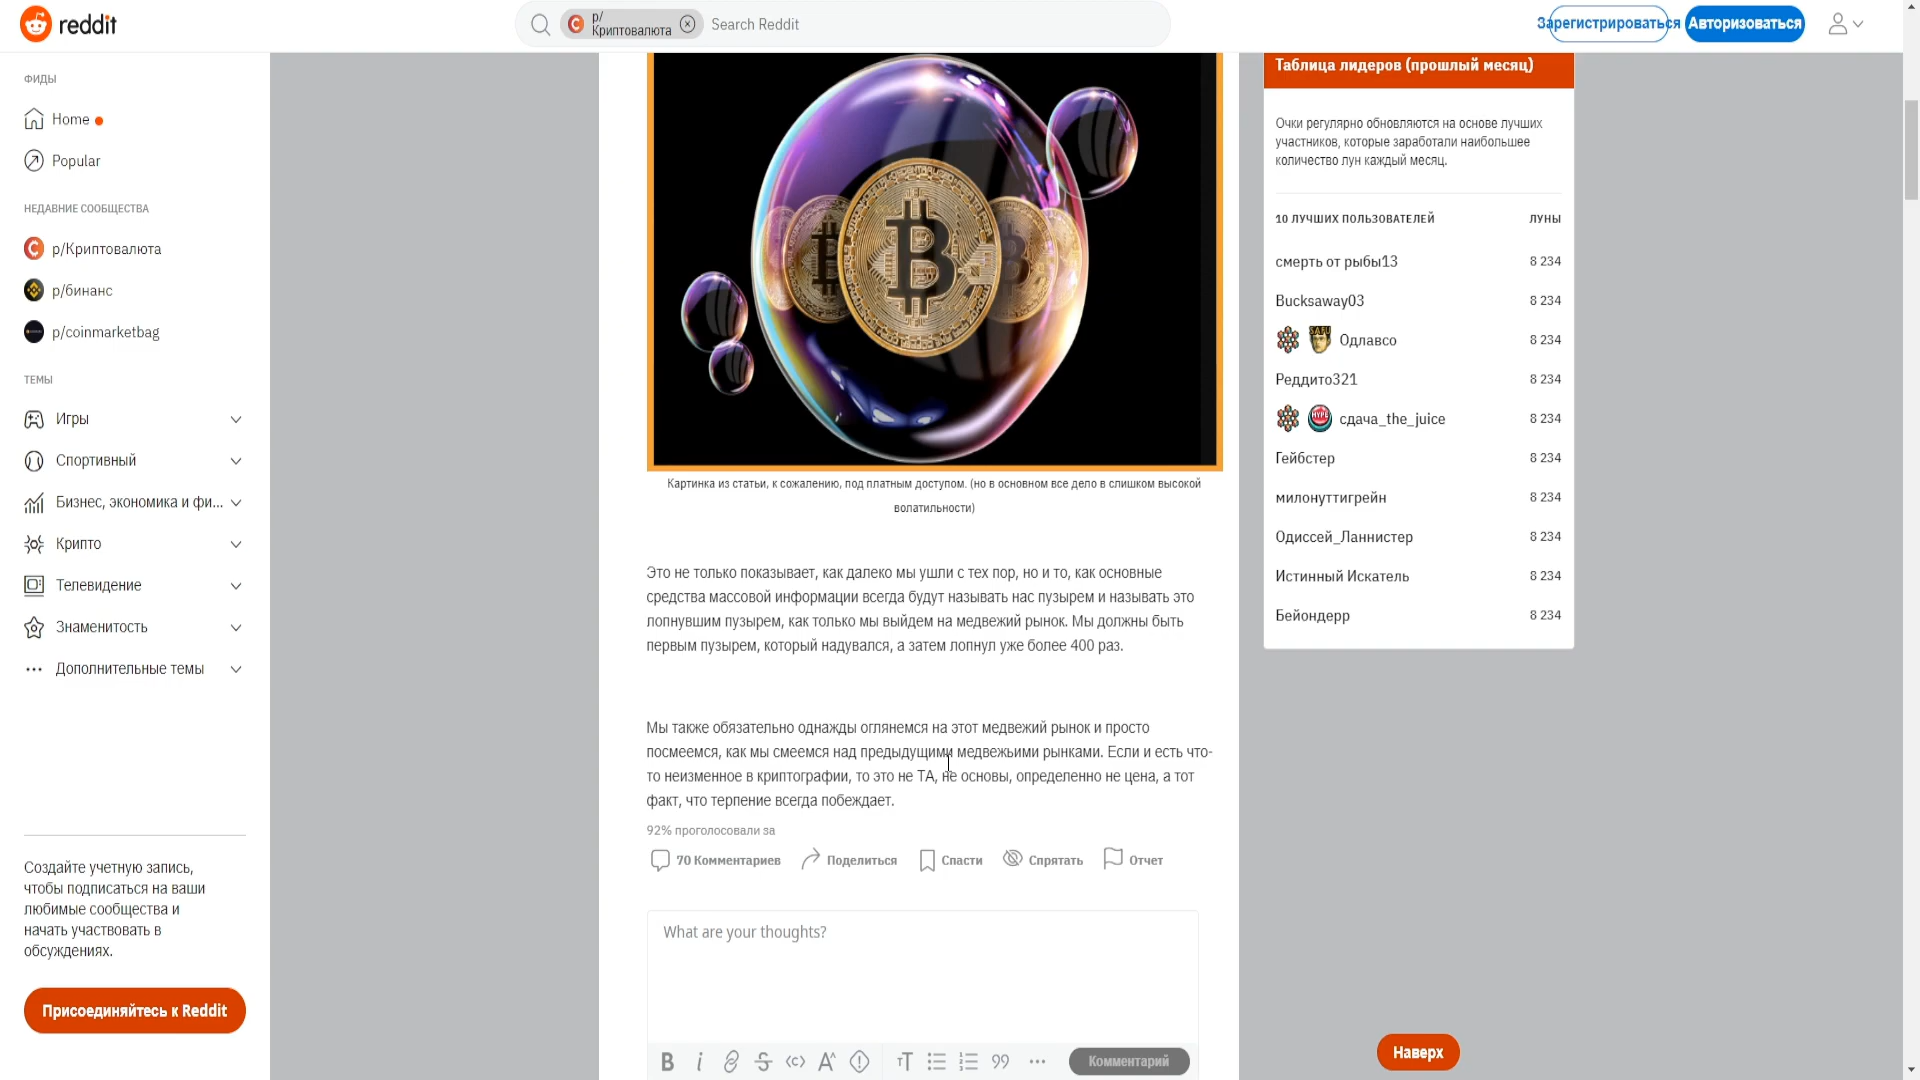 reddit
р/
Криптовалюта
Search Reddit
Зарегистрироваться
Авторизоваться
ФИДЫ
Home
Popular
НЕДАВНИЕ СООБЩЕСТВА
р/Криптовалюта
р/бинанс
р/coinmarketbag
ТЕМЫ
Игры
Спортивный
Бизнес, экономика и фи...
Крипто
Телевидение
Знаменитость
Дополнительные темы
Создайте учетную запись,
чтобы подписаться на ваши
любимые сообщества и
начать участвовать в
обсуждениях.
Присоединяйтесь к Reddit
Картинка из статьи, к сожалению, под платным доступом. (но в основном все дело в слишком высокой
волатильности)
Это не только показывает, как далеко мы ушли с тех пор, но и то, как основные
средства массовой информации всегда будут называть нас пузырем и называть это
лопнувшим пузырем, как только мы выйдем на медвежий рынок. Мы должны быть
первым пузырем, который надувался, а затем лопнул уже более 400 раз.
Мы также обязательно однажды оглянемся на этот медвежий рынок и просто
посмеемся, как мы смеемся над предыдущими медвежьими рынками. Если и есть что-
то неизменное в криптографии, то это не ТА, не основы, определенно не цена, а тот
факт, что терпение всегда побеждает.
92% проголосовали за
70 Комментариев
Поделиться
Спасти
Спрятать
Отчет
What are your thoughts?
Комментарий
Таблица лидеров (прошлый месяц)
Очки регулярно обновляются на основе лучших
участников, которые заработали наибольшее
количество лун каждый месяц.
10 ЛУЧШИХ ПОЛЬЗОВАТЕЛЕЙ ЛУНЫ
смерть от рыбы13 8 234
Bucksaway03 8 234
SAFU Одлавсо 8 234
Реддито321 8 234
HYPE сдача_the_juice 8 234
Гейбстер 8 234
милонуттигрейн 8 234
Одиссей_Ланнистер 8 234
Истинный Искатель 8 234
Бейондерр 8 234
Наверх